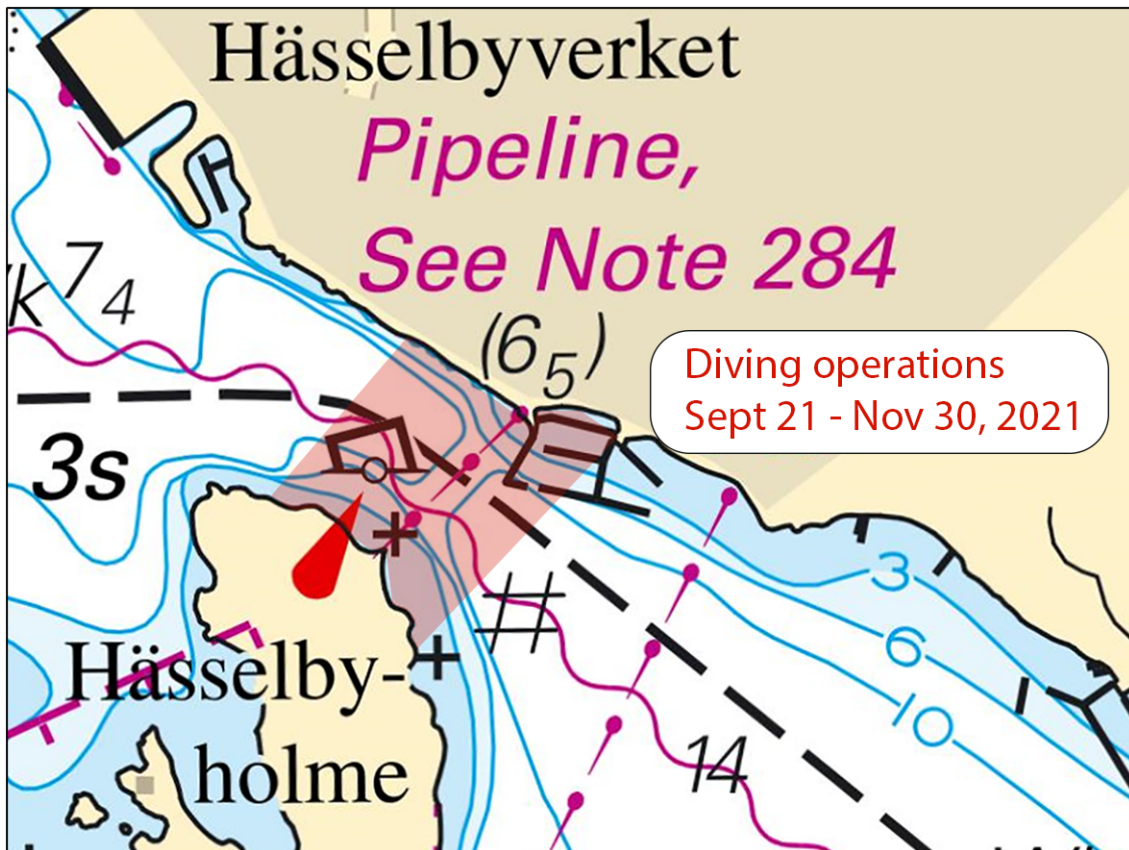 Hässelbyverket
Pipeline,
See Note 284
7₄
k
(6₅)
Diving operations
Sept 21 - Nov 30, 2021
3s
3
6
10
Hässelby-
holme
14